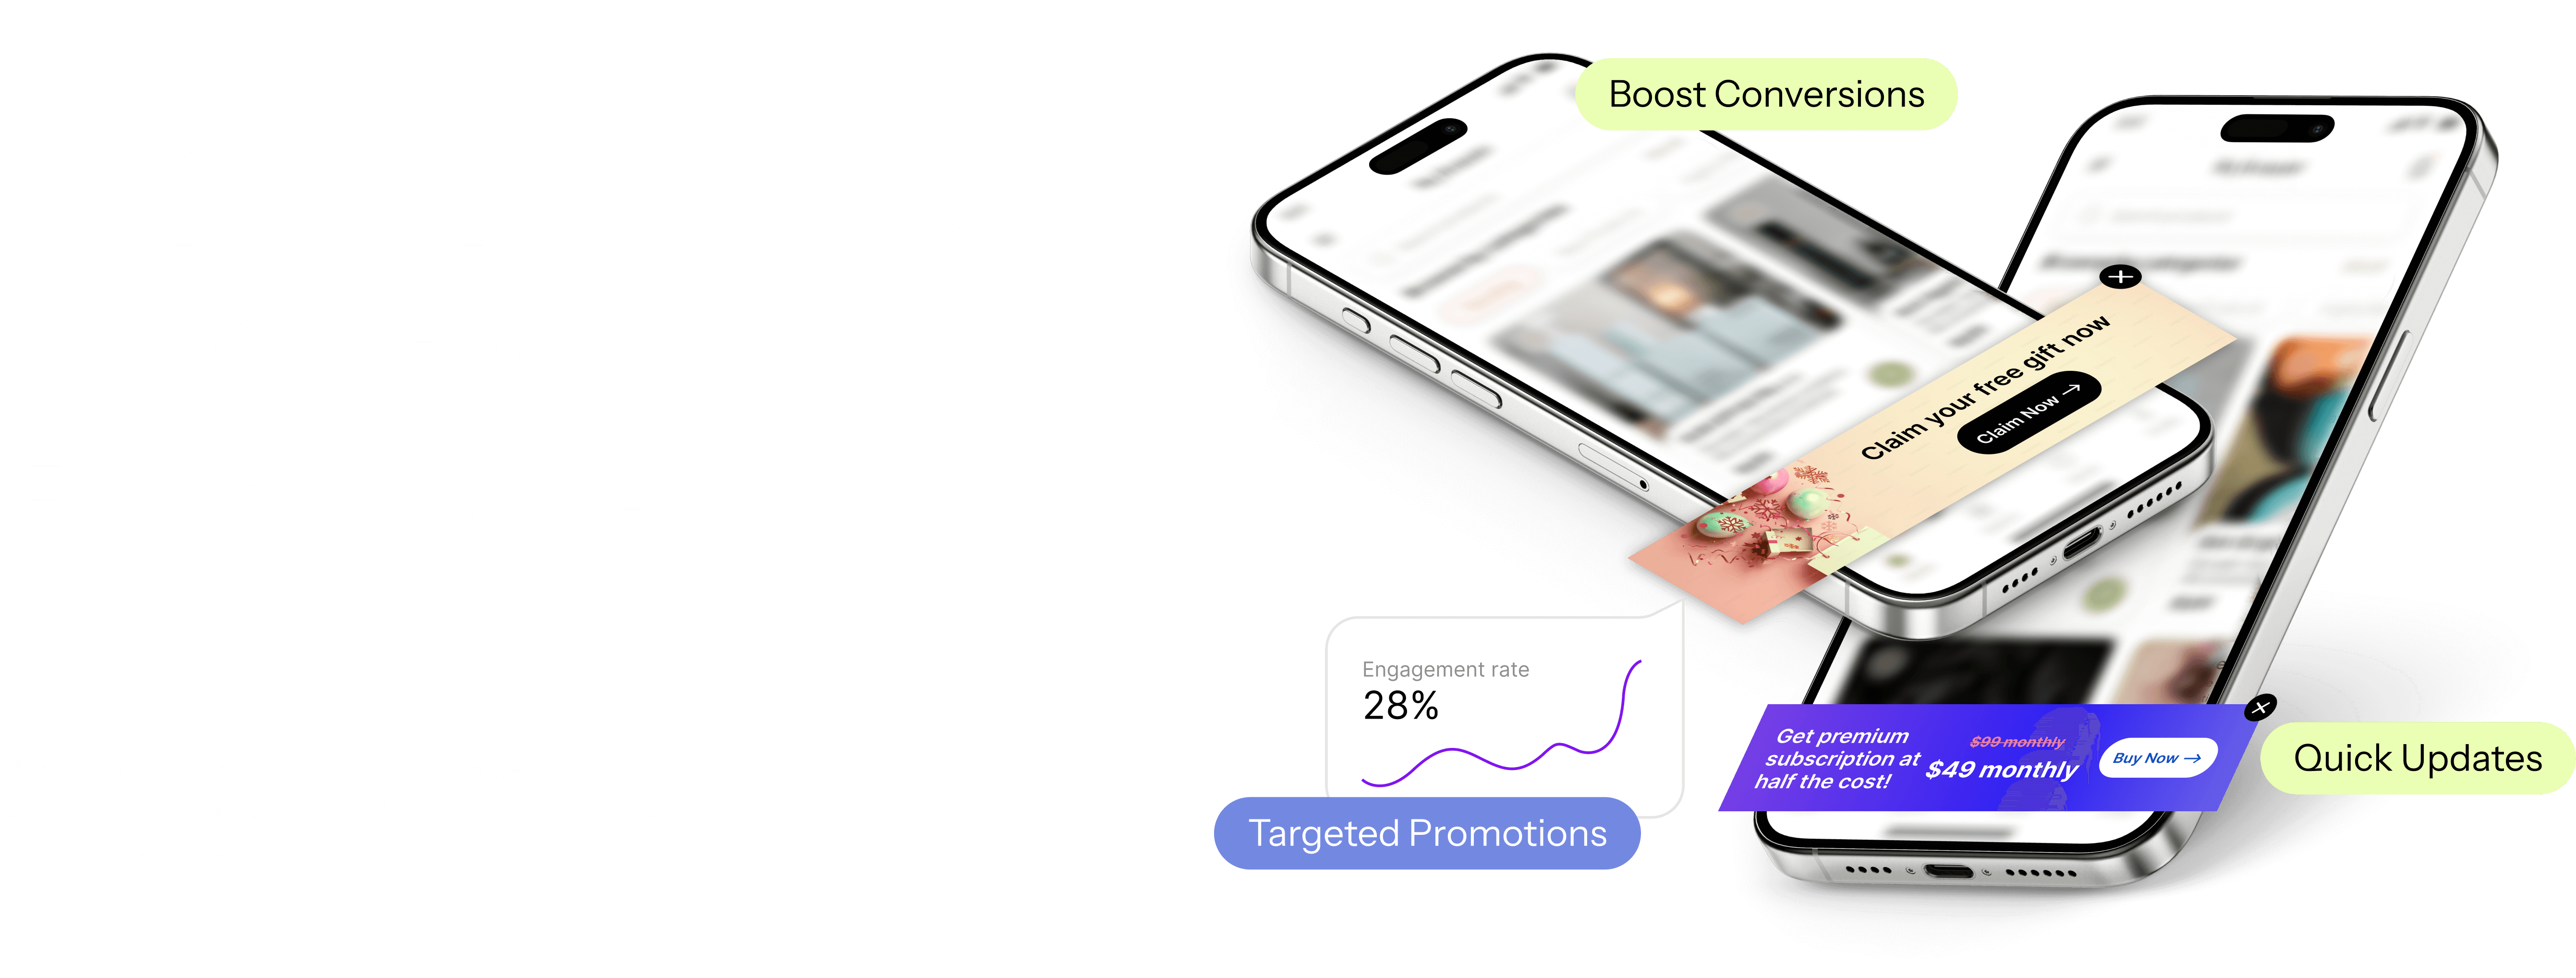 Boost Conversions
Claim your free gift now
Claim Now →
Engagement rate
28%
Targeted Promotions
Get premium
subscription at
half the cost!
$99 monthly
$49 monthly
Buy Now →
Quick Updates